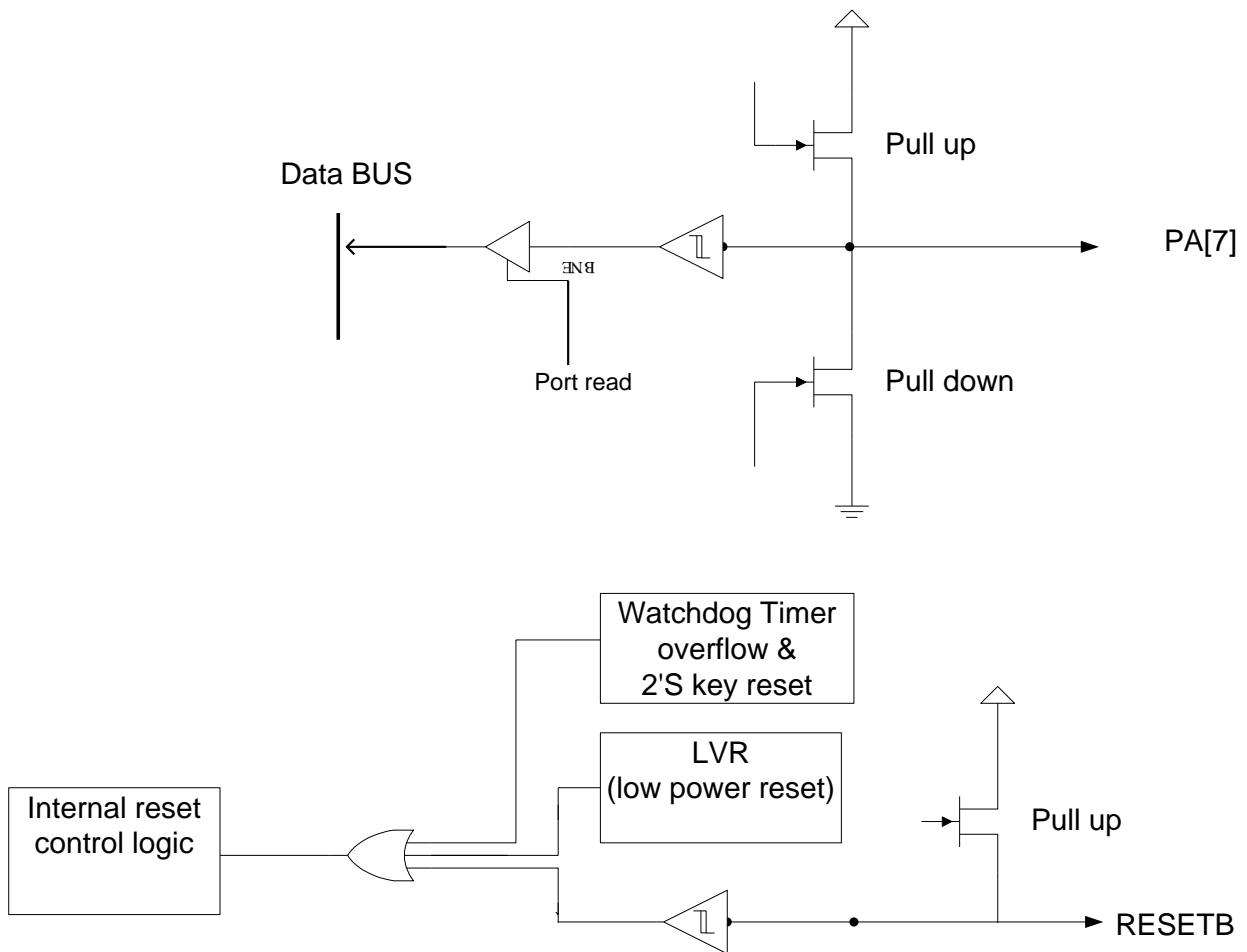 Pull up
Data BUS
PA[7]
ENB
Port read
Pull down
Watchdog Timer
overflow &
2'S key reset
LVR
(low power reset)
Internal reset
control logic
Pull up
RESETB